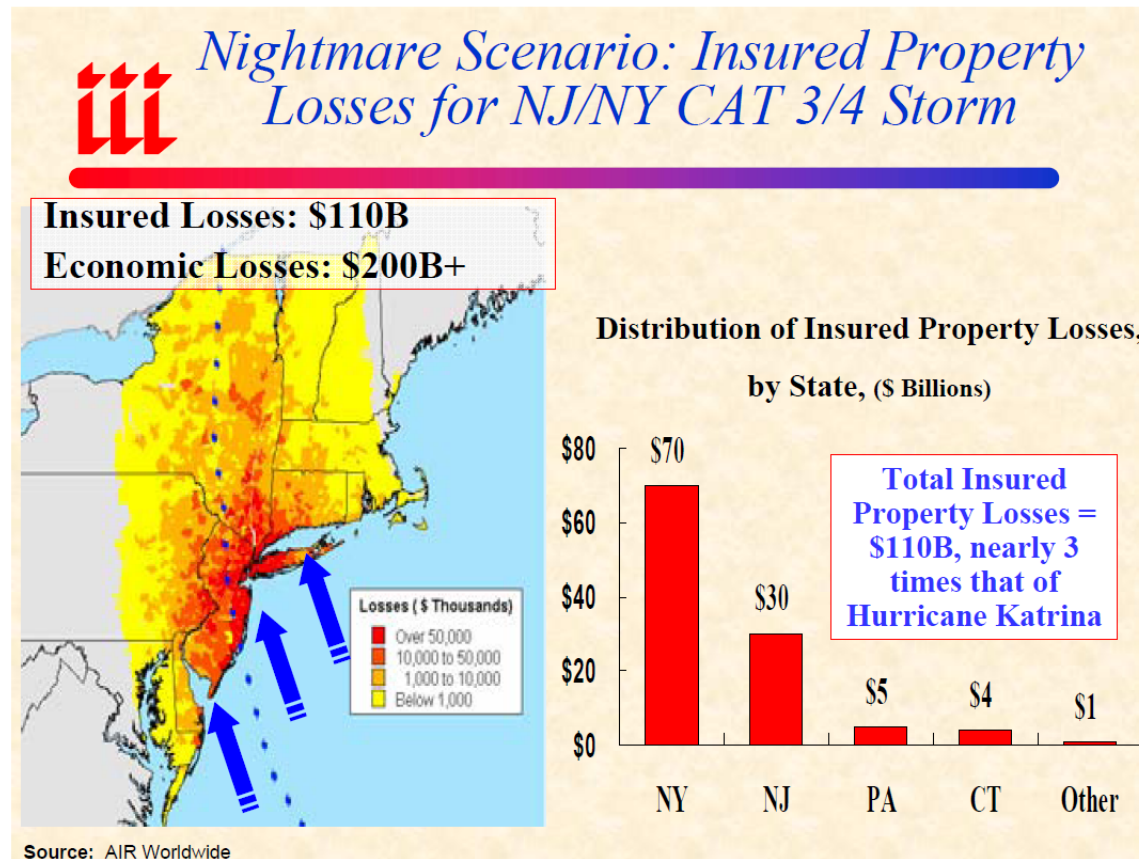 Nightmare Scenario: Insured Property
Losses for NJ/NY CAT 3/4 Storm
iii
Insured Losses: $110B
Economic Losses: $200B+
Losses ( $ Thousands)
Over 50,000
10,000 to 50,000
1,000 to 10,000
Below 1,000
Distribution of Insured Property Losses,
by State, ($ Billions)
$80
$60
$40
$20
$0
$70
$30
$5
$4
$1
Total Insured
Property Losses =
$110B, nearly 3
times that of
Hurricane Katrina
NY NJ PA CT Other
Source: AIR Worldwide